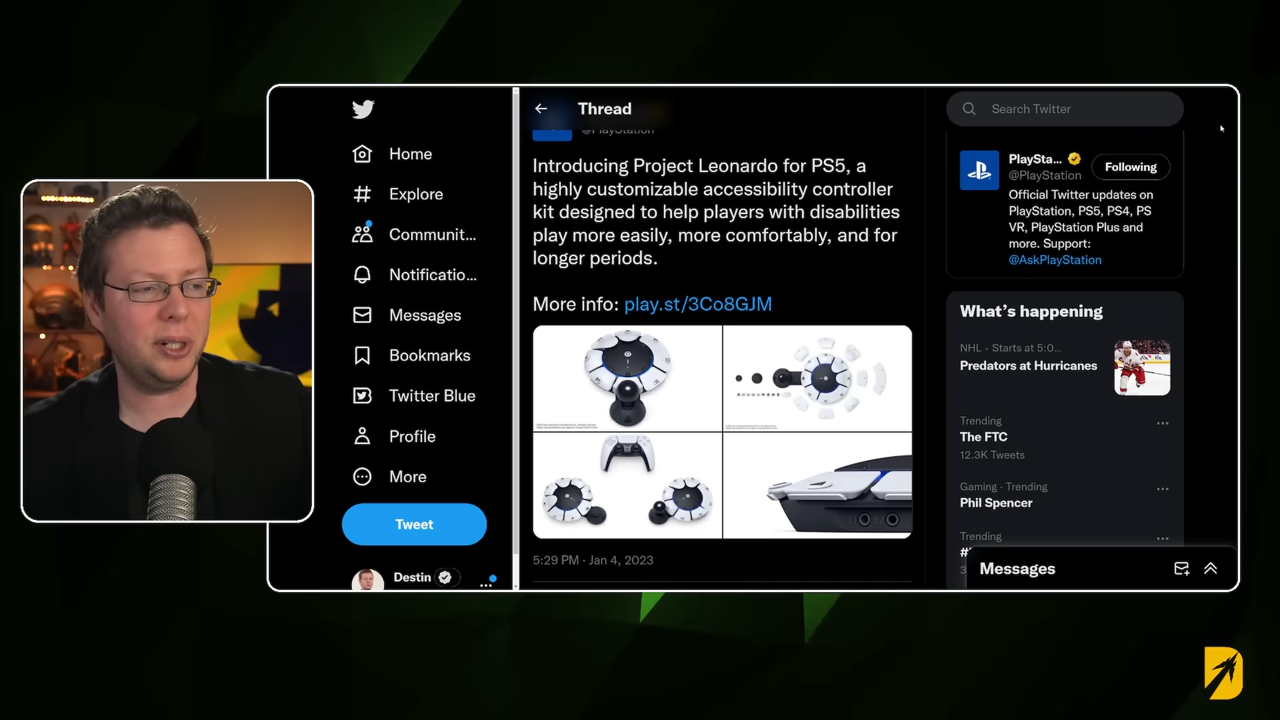 Home
Explore
Communit...
Notificatio...
Messages
Bookmarks
Twitter Blue
Profile
More
Tweet
Destin
Thread
@PlayStation
Introducing Project Leonardo for PS5, a
highly customizable accessibility controller
kit designed to help players with disabilities
play more easily, more comfortably, and for
longer periods.
More info: play.st/3Co8GJM
5:29 PM · Jan 4, 2023
Search Twitter
PlaySta...
@PlayStation
Following
Official Twitter updates on
PlayStation, PS5, PS4, PS
VR, PlayStation Plus and
more. Support:
@AskPlayStation
What's happening
NHL · Starts at 5:0...
Predators at Hurricanes
Trending
The FTC
12.3K Tweets
Gaming · Trending
Phil Spencer
Trending
Messages